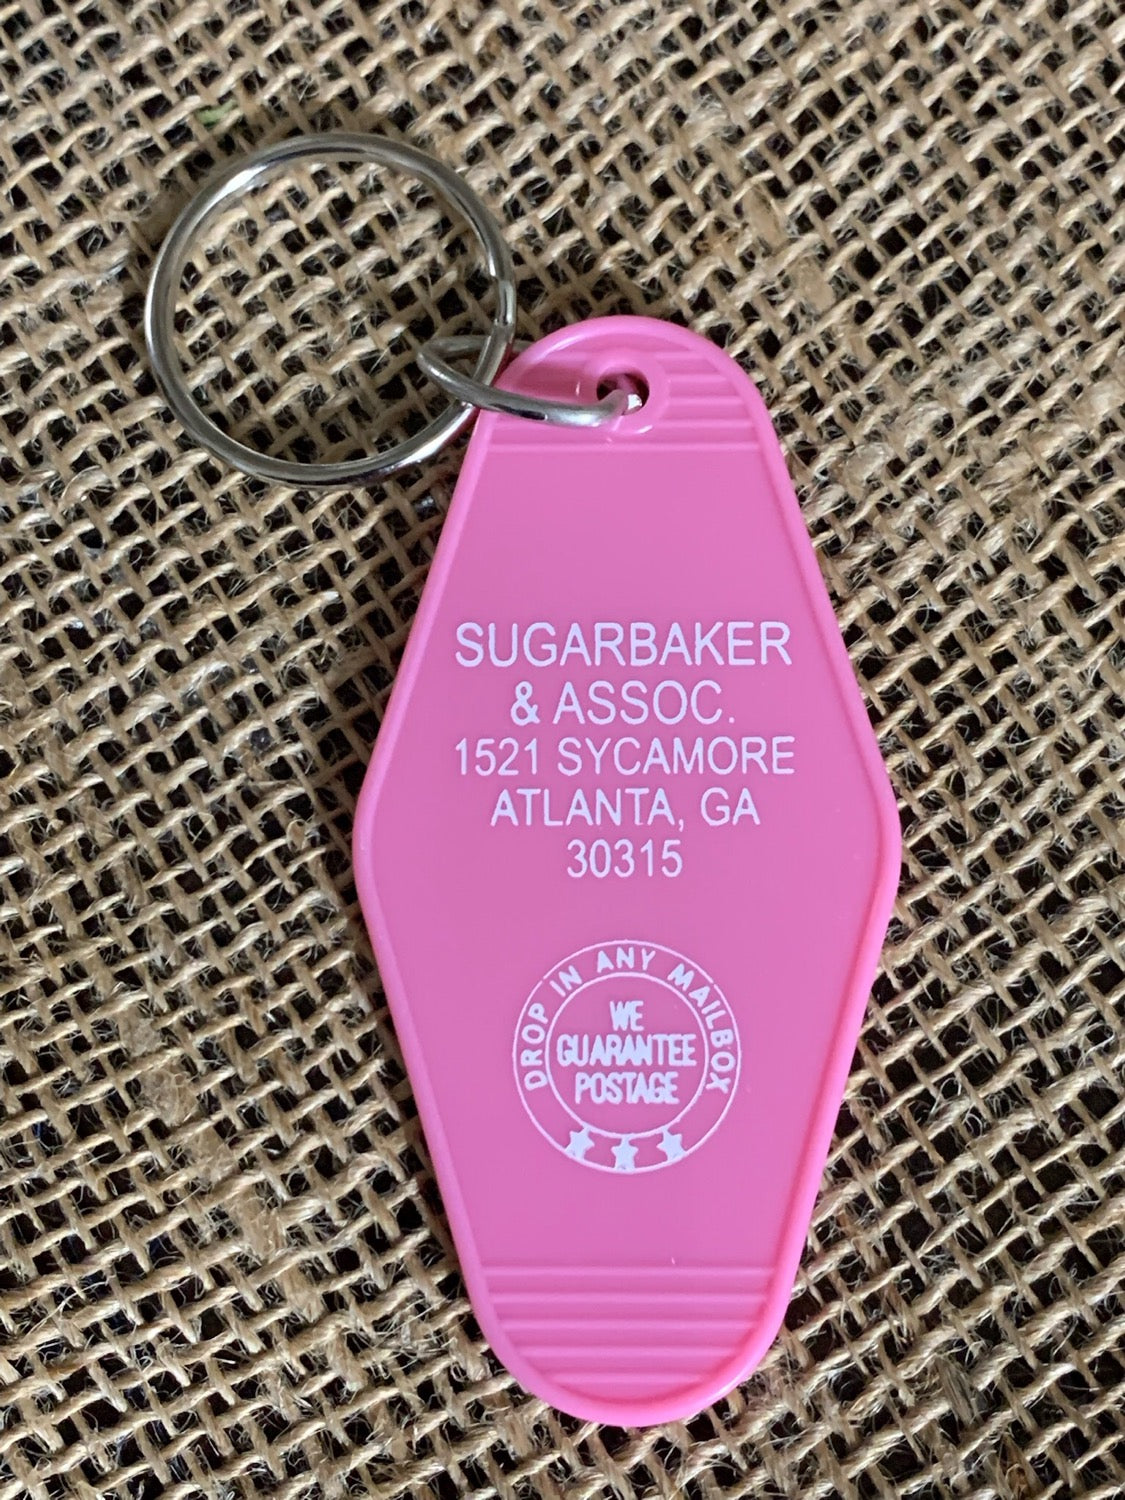 SUGARBAKER
& ASSOC.
1521 SYCAMORE
ATLANTA, GA
30315
DROP IN ANY MAILBOX
WE
GUARANTEE
POSTAGE